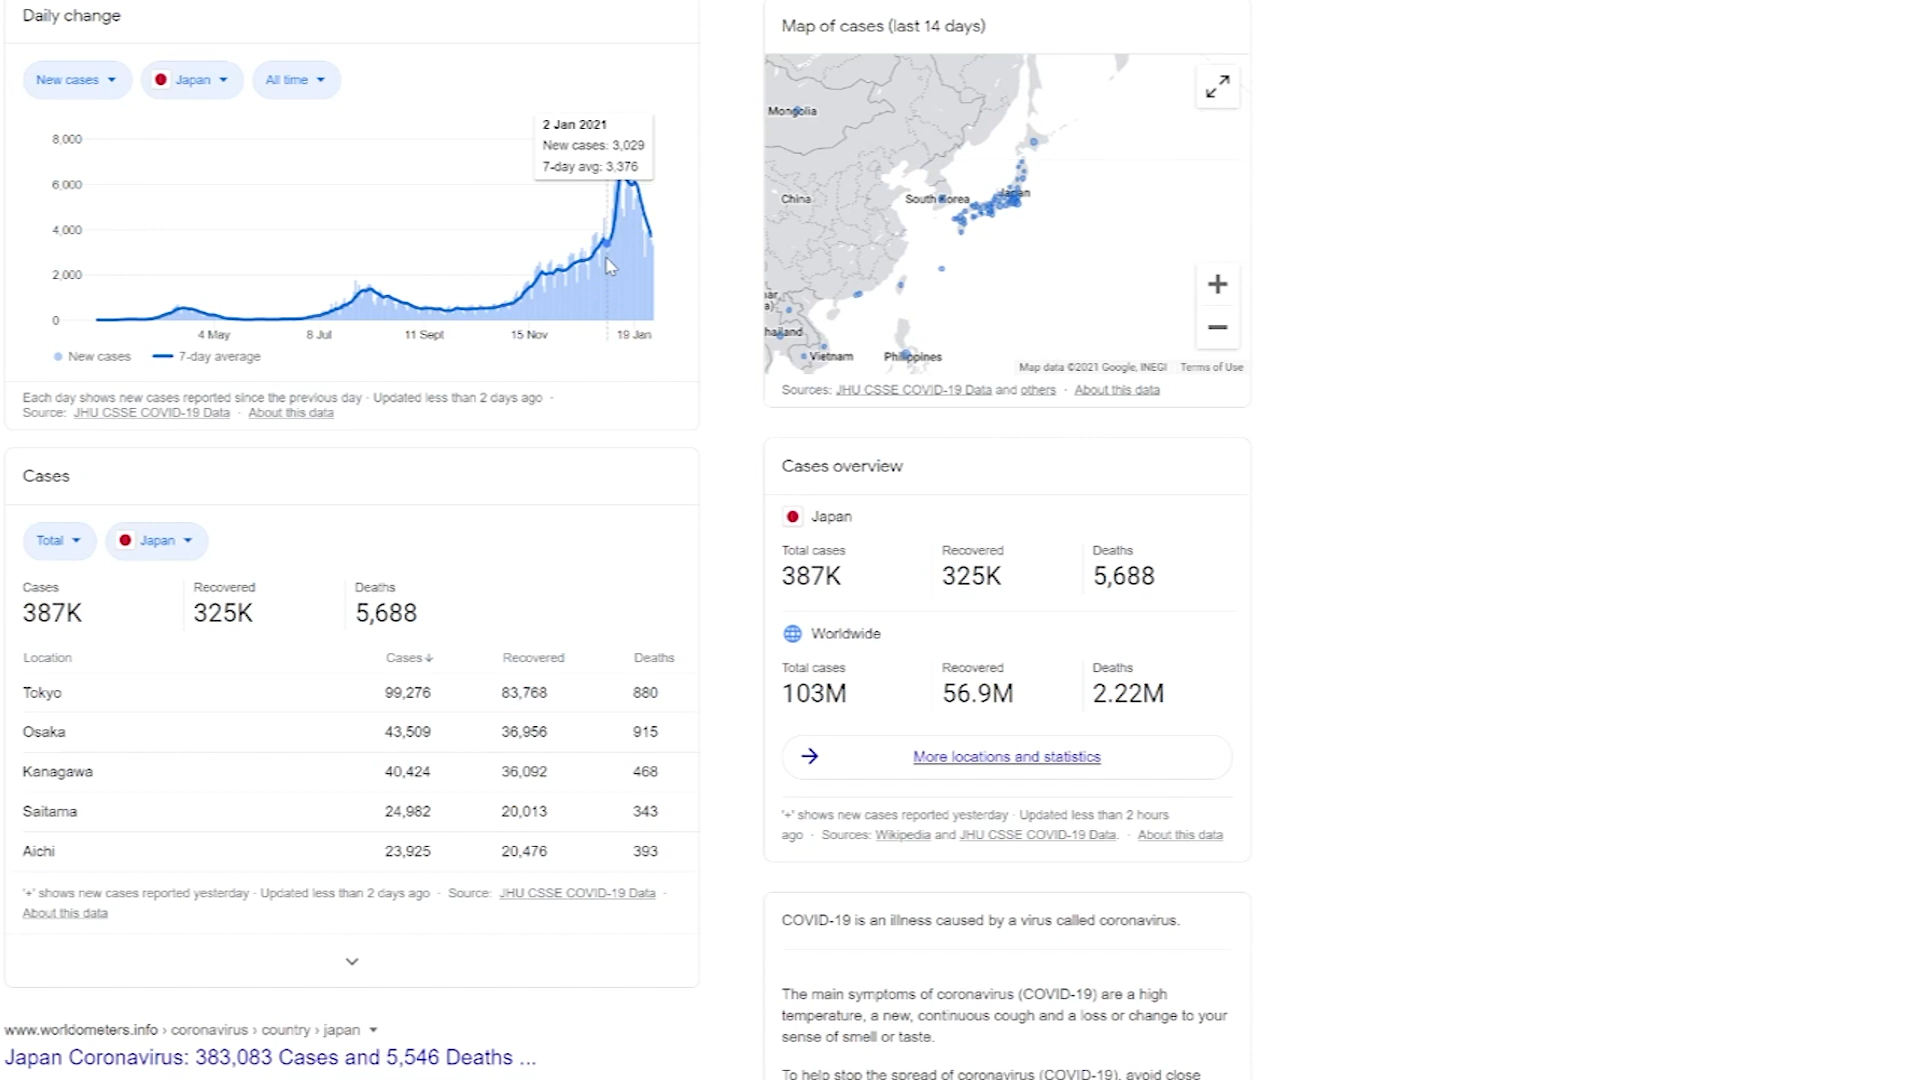 Daily change
New cases
Japan
All time
2 Jan 2021
New cases: 3,029
7-day avg: 3,376
8,000
6,000
4,000
2,000
0
4 May
8 Jul
11 Sept
15 Nov
19 Jan
New cases
7-day average
Each day shows new cases reported since the previous day · Updated less than 2 days ago ·
Source: JHU CSSE COVID-19 Data · About this data
Cases
Total
Japan
Cases
Recovered
Deaths
387K
325K
5,688
Location Cases↓ Recovered Deaths
Tokyo 99,276 83,768 880
Osaka 43,509 36,956 915
Kanagawa 40,424 36,092 468
Saitama 24,982 20,013 343
Aichi 23,925 20,476 393
'+' shows new cases reported yesterday · Updated less than 2 days ago · Source: JHU CSSE COVID-19 Data ·
About this data
www.worldometers.info › coronavirus › country › japan
Japan Coronavirus: 383,083 Cases and 5,546 Deaths ...
Map of cases (last 14 days)
Mongolia
China
South Korea
Japan
Vietnam
Philippines
Map data ©2021 Google, INEGI Terms of Use
Sources: JHU CSSE COVID-19 Data and others · About this data
Cases overview
Japan
Total cases Recovered Deaths
387K 325K 5,688
Worldwide
Total cases Recovered Deaths
103M 56.9M 2.22M
More locations and statistics
'+' shows new cases reported yesterday · Updated less than 2 hours
ago · Sources: Wikipedia and JHU CSSE COVID-19 Data. · About this data
COVID-19 is an illness caused by a virus called coronavirus.
The main symptoms of coronavirus (COVID-19) are a high
temperature, a new, continuous cough and a loss or change to your
sense of smell or taste.
To help stop the spread of coronavirus (COVID-19), avoid close